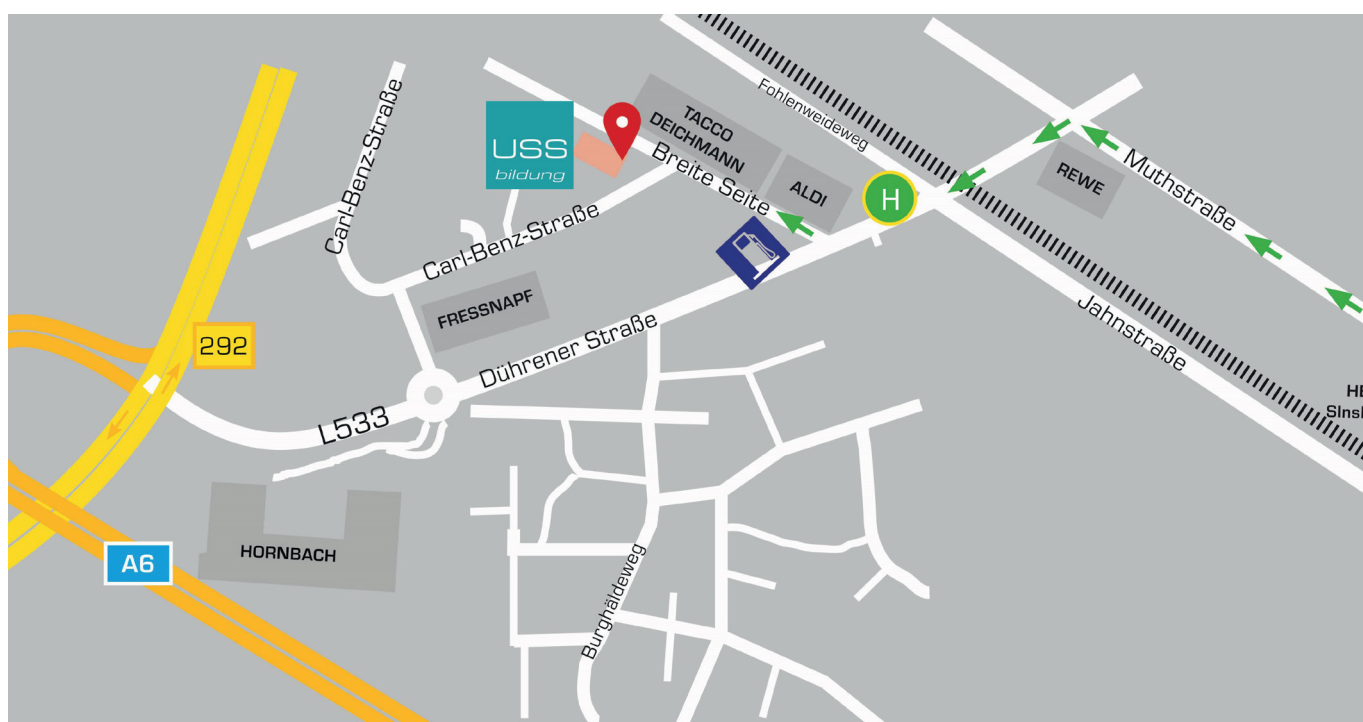 Carl-Benz-Straße
USS
bildung
TACCO
DEICHMANN
Fohlenweideweg
Breite Seite
ALDI
H
REWE
Muthstraße
Carl-Benz-Straße
FRESSNAPF
292
Dührener Straße
Jahnstraße
L533
HORNBACH
A6
Burghäldeweg